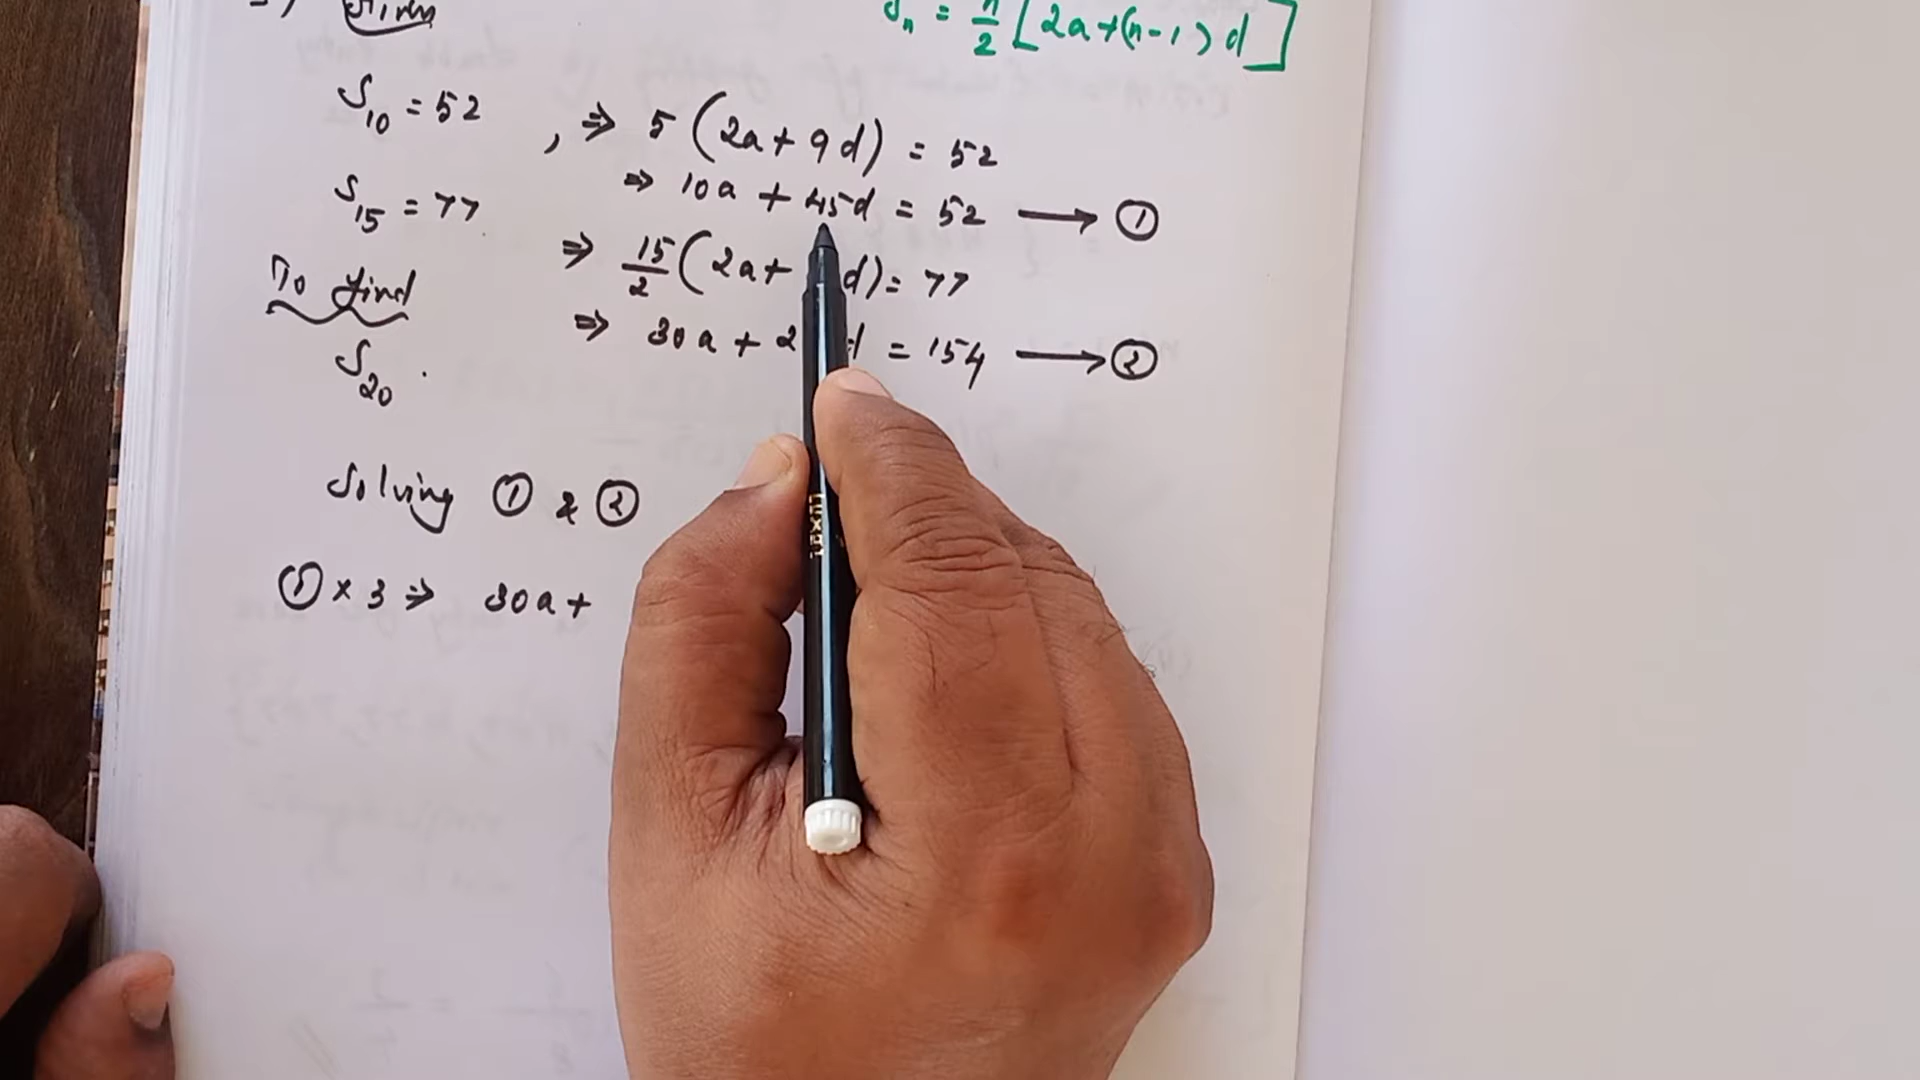 Given
Sn = n/2 [2a+(n-1)d]
S10 = 52 , ⇒ 5(2a+9d) = 52
⇒ 10a + 45d = 52 ⟶ ①
S15 = 77
⇒ 15/2(2a+ d) = 77
To find
⇒ 30a + 2 d = 154 ⟶ ②
S20 .
Solving ① & ②
① × 3 ⇒ 30a +
LUXOR